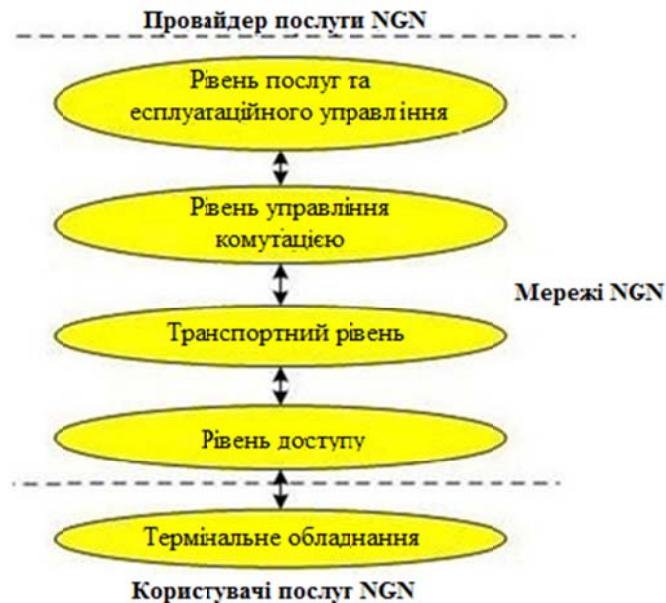 Провайдер послуги NGN
Рівень послуг та
есплуатаційного управління
Рівень управління
комутацією
Мережі NGN
Транспортний рівень
Рівень доступу
Термінальне обладнання
Користувачі послуг NGN